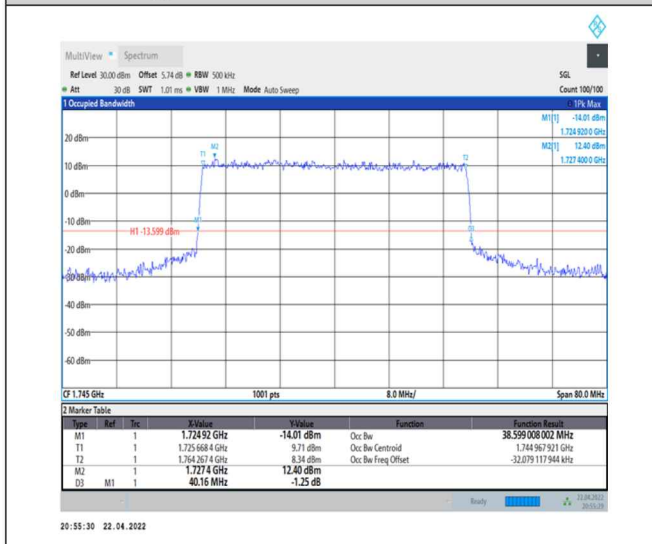 MultiView Spectrum
Ref Level 30.00 dBm Offset 5.74 dB RBW 500 kHz SGL
Att 30 dB SWT 1.01 ms VBW 1 MHz Mode Auto Sweep Count 100/100
1 Occupied Bandwidth 1Pk Max
M1[1] -14.01 dBm
1.724 920 0 GHz
M2[1] 12.40 dBm
1.727 400 0 GHz
20 dBm
M2
T1
T2
10 dBm
0 dBm
-10 dBm
M1
D3
H1 -13.599 dBm
-20 dBm
-30 dBm
-40 dBm
-50 dBm
-60 dBm
CF 1.745 GHz 1001 pts 8.0 MHz/ Span 80.0 MHz
2 Marker Table
Type Ref Trc X-Value Y-Value Function Function Result
M1 1 1.724 92 GHz -14.01 dBm Occ Bw 38.599 008 002 MHz
T1 1 1.725 668 4 GHz 9.71 dBm Occ Bw Centroid 1.744 967 921 GHz
T2 1 1.764 267 4 GHz 8.34 dBm Occ Bw Freq Offset -32.079 117 944 kHz
M2 1 1.727 4 GHz 12.40 dBm
D3 M1 1 40.16 MHz -1.25 dB
Ready 22.04.2022
20:55:29
20:55:30 22.04.2022